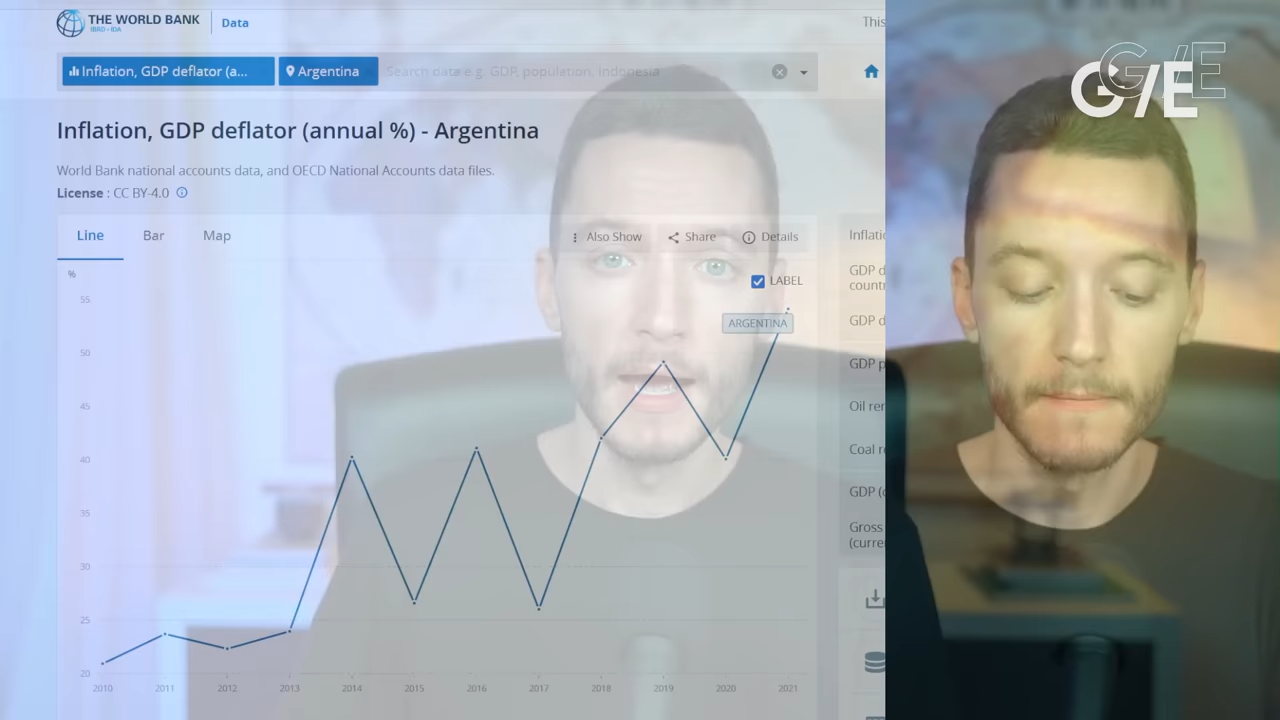 THE WORLD BANK
IBRD • IDA
Data
This
Inflation, GDP deflator (a...
Argentina
Search data e.g. GDP, population, Indonesia
Inflation, GDP deflator (annual %) - Argentina
World Bank national accounts data, and OECD National Accounts data files.
License : CC BY-4.0
Line
Bar
Map
Also Show
Share
Details
%
LABEL
ARGENTINA
55
50
45
40
35
30
25
20
2010
2011
2012
2013
2014
2015
2016
2017
2018
2019
2020
2021
Inflatio
GDP d
countr
GDP d
GDP p
Oil ren
Coal re
GDP (c
Gross
(curre
G/E
G/E